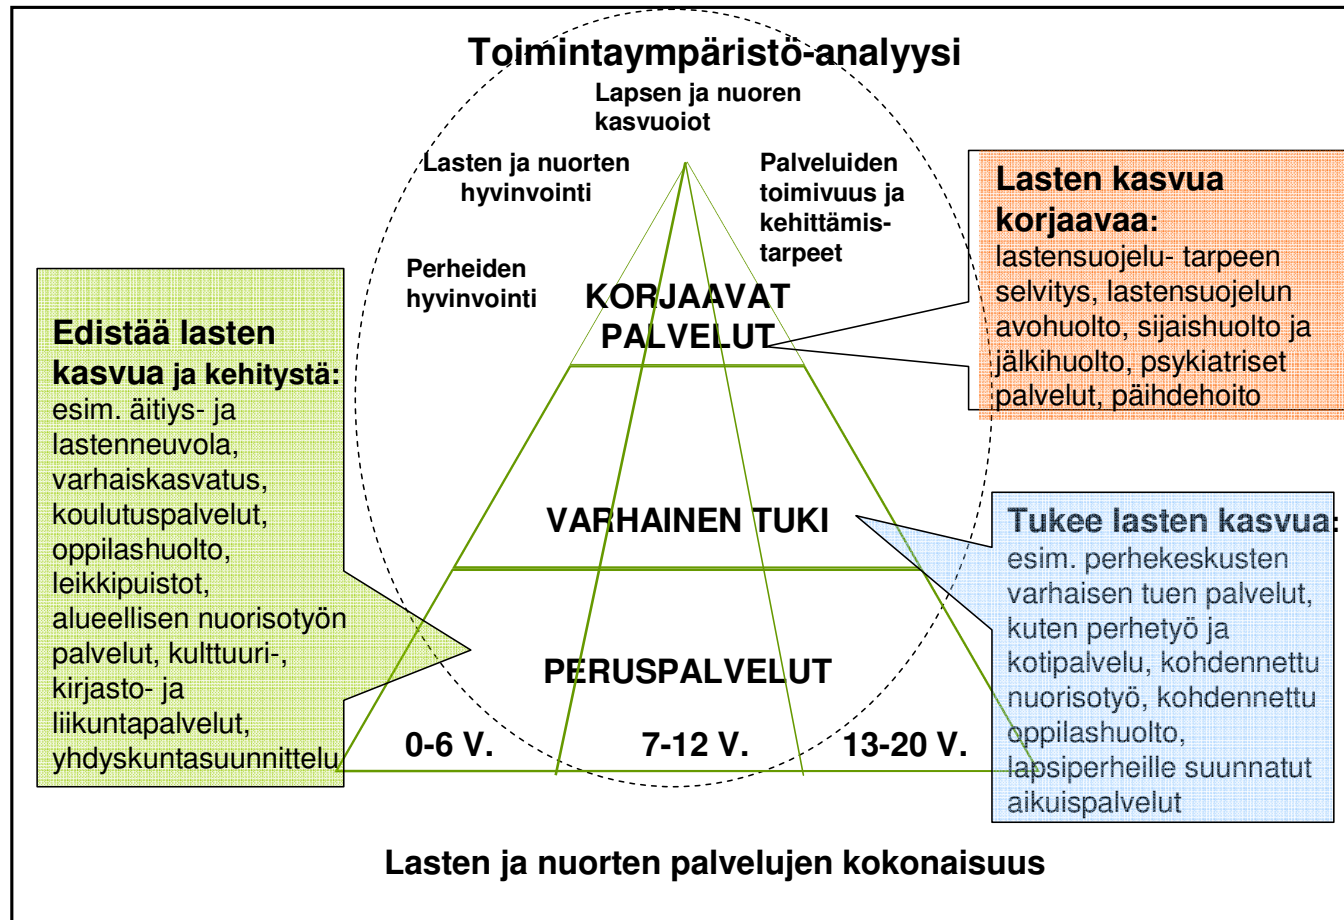 Toimintaympäristö-analyysi
Lapsen ja nuoren
kasvuoiot
Lasten ja nuorten
hyvinvointi
Palveluiden
toimivuus ja
kehittämis-
tarpeet
Perheiden
hyvinvointi
KORJAAVAT
PALVELUT
Lasten kasvua
korjaavaa:
lastensuojelu- tarpeen
selvitys, lastensuojelun
avohuolto, sijaishuolto ja
jälkihuolto, psykiatriset
palvelut, päihdehoito
Edistää lasten
kasvua ja kehitystä:
esim. äitiys- ja
lastenneuvola,
varhaiskasvatus,
koulutuspalvelut,
oppilashuolto,
leikkipuistot,
alueellisen nuorisotyön
palvelut, kulttuuri-,
kirjasto- ja
liikuntapalvelut,
yhdyskuntasuunnittelu
VARHAINEN TUKI
Tukee lasten kasvua:
esim. perhekeskusten
varhaisen tuen palvelut,
kuten perhetyö ja
kotipalvelu, kohdennettu
nuorisotyö, kohdennettu
oppilashuolto,
lapsiperheille suunnatut
aikuispalvelut
PERUSPALVELUT
0-6 V.
7-12 V.
13-20 V.
Lasten ja nuorten palvelujen kokonaisuus